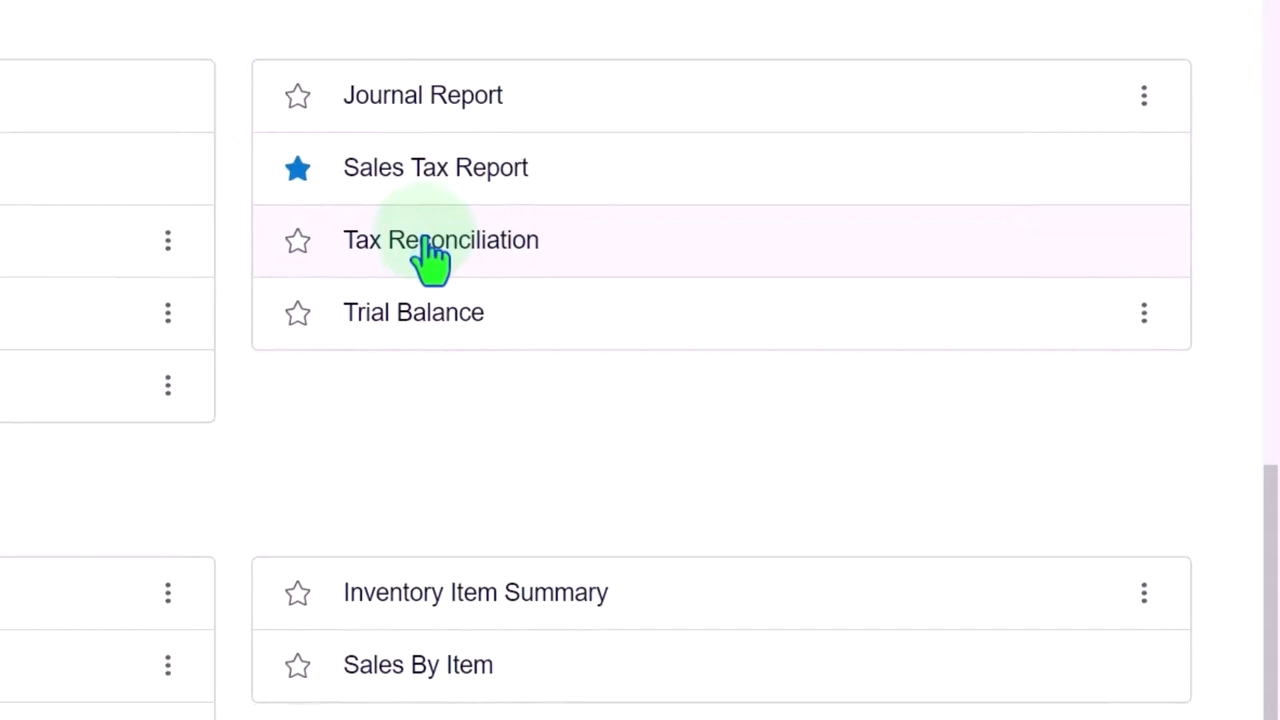 Journal Report
Sales Tax Report
Tax Reconciliation
Trial Balance
Inventory Item Summary
Sales By Item